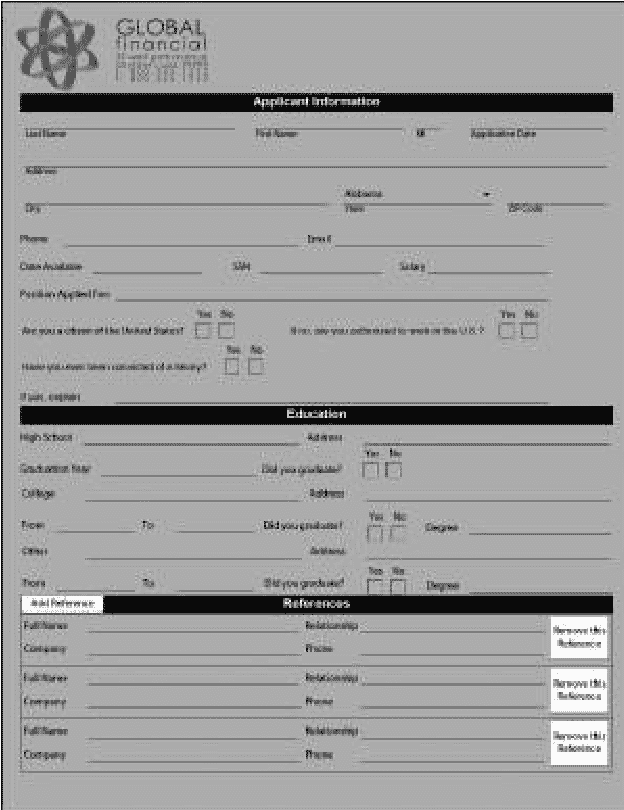 GLOBAL
financial
Applicant Information
Last Name First Name MI Application Date
Address
Alabama
City State ZIP Code
Phone Email
Date Available SSN Salary
Position Applied For:
Yes No Yes No
Are you a citizen of the United States? If no, are you authorized to work in the U.S.?
Yes No
Have you ever been convicted of a felony?
If yes, explain
Education
High School Address
Yes No
Graduation Year Did you graduate?
College Address
Yes No
From To Did you graduate? Degree
Other Address
Yes No
From To Did you graduate? Degree
Add Reference References
Full Name Relationship Remove this
Company Phone Reference
Full Name Relationship Remove this
Company Phone Reference
Full Name Relationship Remove this
Company Phone Reference